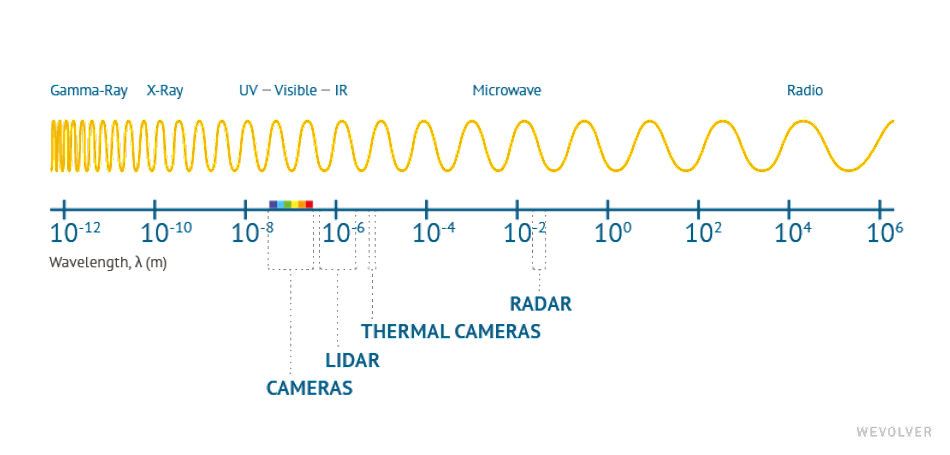 Gamma-Ray X-Ray UV – Visible – IR Microwave Radio
10⁻¹² 10⁻¹⁰ 10⁻⁸ 10⁻⁶ 10⁻⁴ 10⁻² 10⁰ 10² 10⁴ 10⁶
Wavelength, λ (m)
RADAR
THERMAL CAMERAS
LIDAR
CAMERAS
WEVOLVER